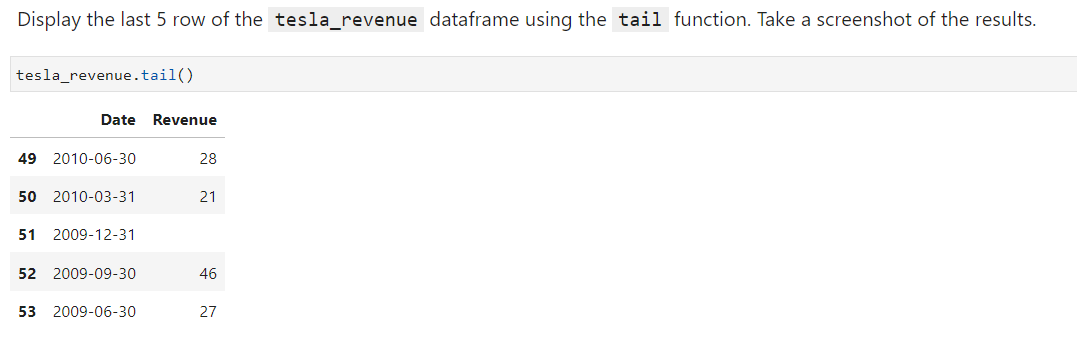 Display the last 5 row of the tesla_revenue dataframe using the tail function. Take a screenshot of the results.
tesla_revenue.tail()
Date Revenue
49 2010-06-30 28
50 2010-03-31 21
51 2009-12-31
52 2009-09-30 46
53 2009-06-30 27